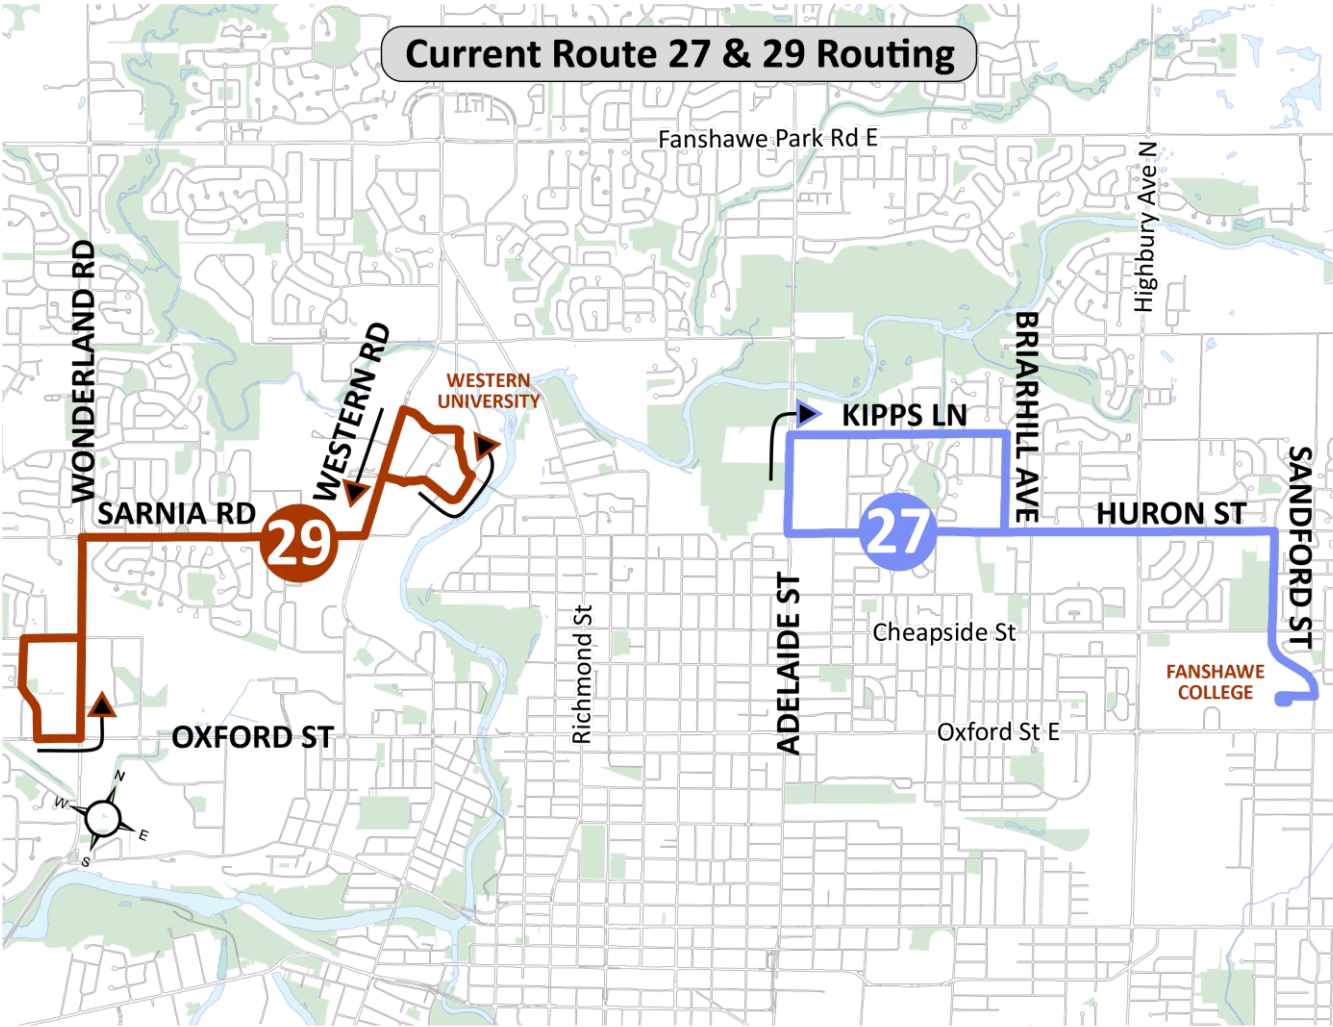 Current Route 27 & 29 Routing
Fanshawe Park Rd E
Highbury Ave N
WONDERLAND RD
WESTERN RD
WESTERN
UNIVERSITY
KIPPS LN
BRIARHILL AVE
SARNIA RD
29
27
HURON ST
SANDFORD ST
ADELAIDE ST
Richmond St
Cheapside St
FANSHAWE
COLLEGE
OXFORD ST
Oxford St E
N
W
E
S